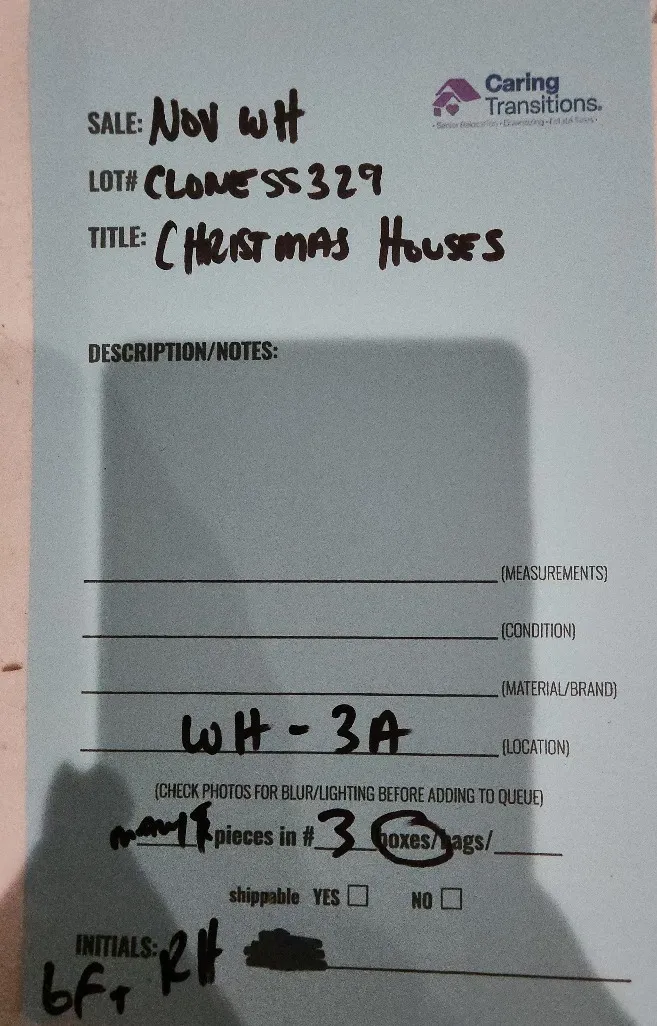 Caring
Transitions.
SALE: NOV WH
LOT# CLONESS329
TITLE: CHRISTMAS HOUSES
DESCRIPTION/NOTES:
(MEASUREMENTS)
(CONDITION)
(MATERIAL/BRAND)
WH - 3A (LOCATION)
(CHECK PHOTOS FOR BLUR/LIGHTING BEFORE ADDING TO QUEUE)
many pieces in # 3 boxes/bags/
shippable YES NO
INITIALS: RH
bF+